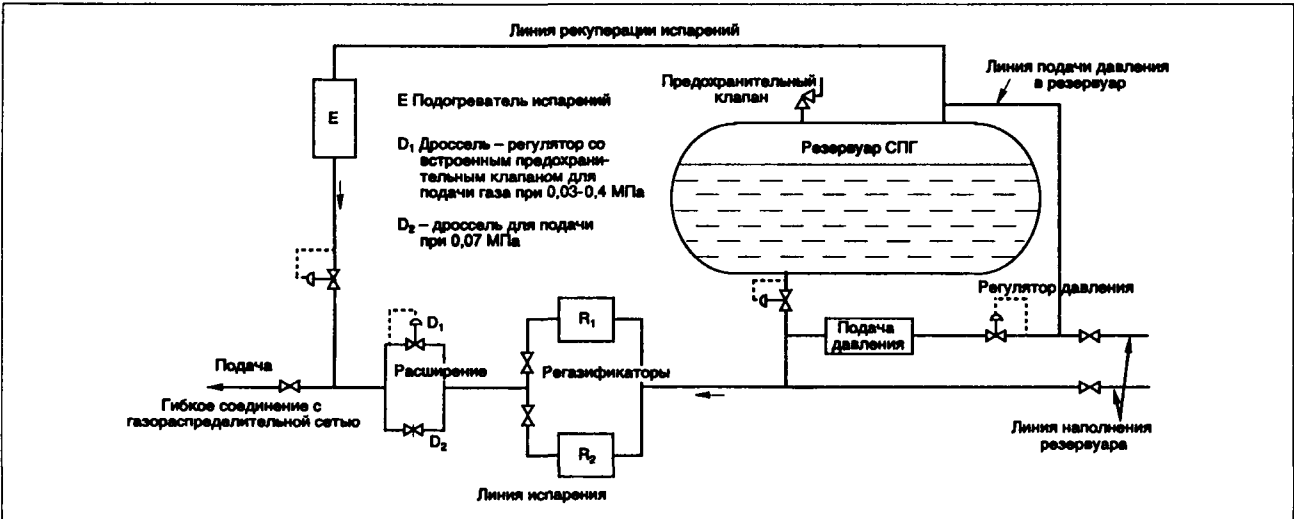 Линия рекуперации испарений
Предохранительный
клапан
Линия подачи давления
в резервуар
E
E Подогреватель испарений
D₁ Дроссель – регулятор со
встроенным предохрани-
тельным клапаном для
подачи газа при 0,03-0,4 МПа
D₂ – дроссель для подачи
при 0,07 МПа
Резервуар СПГ
Регулятор давления
Подача
давления
R₁
D₁
Подача
Расширение
Регазификаторы
Гибкое соединение с
газораспределительной сетью
D₂
R₂
Линия наполнения
резервуара
Линия испарения